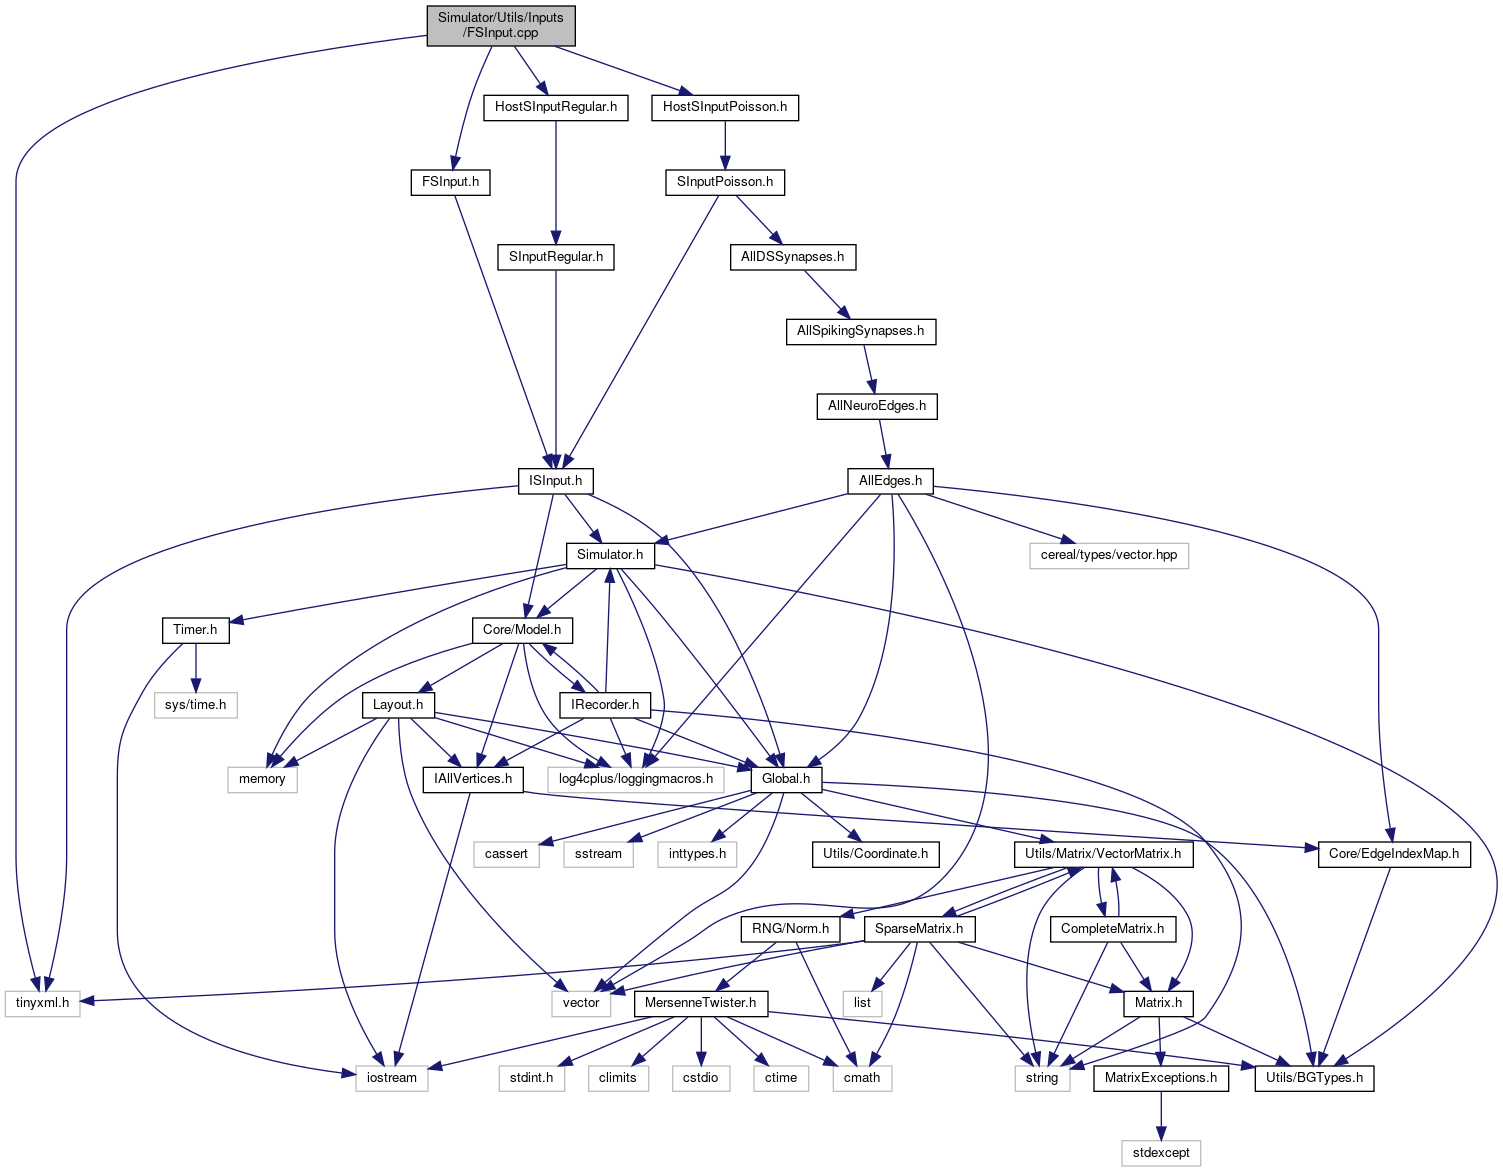 Simulator/Utils/Inputs
/FSInput.cpp
HostSInputRegular.h
HostSInputPoisson.h
FSInput.h
SInputPoisson.h
SInputRegular.h
AllDSSynapses.h
AllSpikingSynapses.h
AllNeuroEdges.h
ISInput.h
AllEdges.h
Simulator.h
cereal/types/vector.hpp
Timer.h
Core/Model.h
sys/time.h
Layout.h
IRecorder.h
memory
IAllVertices.h
log4cplus/loggingmacros.h
Global.h
cassert
sstream
inttypes.h
Utils/Coordinate.h
Utils/Matrix/VectorMatrix.h
Core/EdgeIndexMap.h
RNG/Norm.h
SparseMatrix.h
CompleteMatrix.h
tinyxml.h
vector
MersenneTwister.h
list
Matrix.h
iostream
stdint.h
climits
cstdio
ctime
cmath
string
MatrixExceptions.h
Utils/BGTypes.h
stdexcept